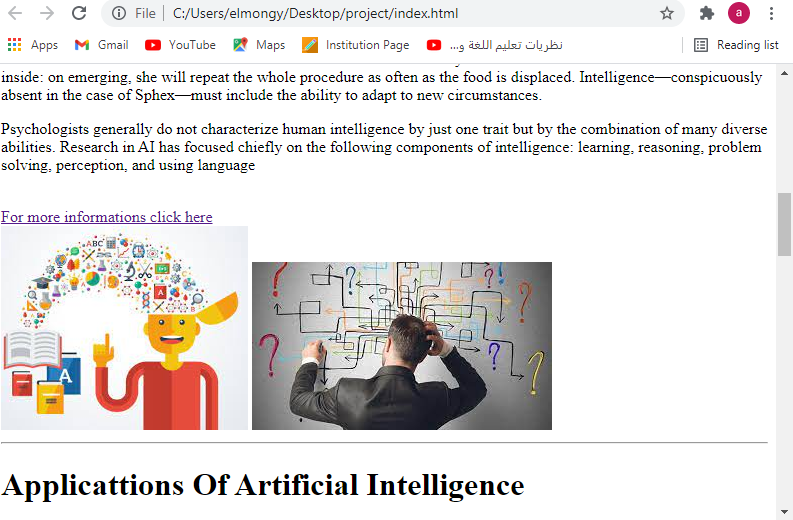 File C:/Users/elmongy/Desktop/project/index.html
a
Apps Gmail YouTube Maps Institution Page نظريات تعليم اللغة و... Reading list
inside: on emerging, she will repeat the whole procedure as often as the food is displaced. Intelligence—conspicuously
absent in the case of Sphex—must include the ability to adapt to new circumstances.
Psychologists generally do not characterize human intelligence by just one trait but by the combination of many diverse
abilities. Research in AI has focused chiefly on the following components of intelligence: learning, reasoning, problem
solving, perception, and using language
For more informations click here
ABC
A
A
Applicattions Of Artificial Intelligence